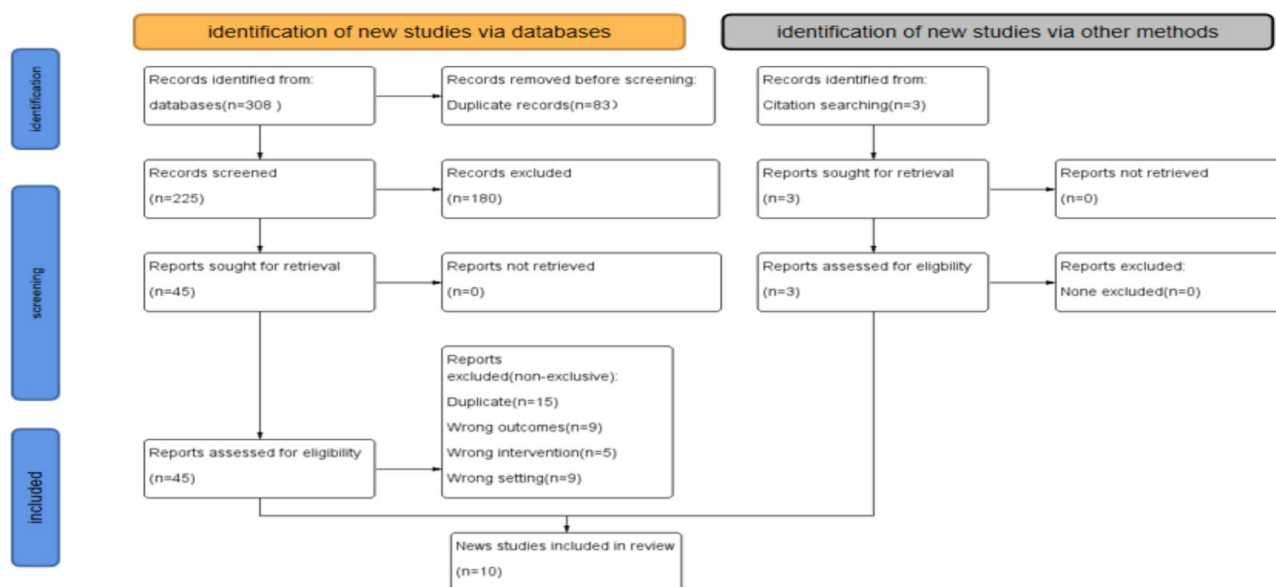 identification of new studies via databases
identification of new studies via other methods
identification
Records identified from:
databases(n=308 )
Records removed before screening:
Duplicate records(n=83)
Records identified from:
Citation searching(n=3)
screening
Records screened
(n=225)
Records excluded
(n=180)
Reports sought for retrieval
(n=3)
Reports not retrieved
(n=0)
Reports sought for retrieval
(n=45)
Reports not retrieved
(n=0)
Reports assessed for eligbility
(n=3)
Reports excluded:
None excluded(n=0)
Reports
excluded(non-exclusive):
Duplicate(n=15)
Wrong outcomes(n=9)
Wrong intervention(n=5)
Wrong setting(n=9)
included
Reports assessed for eligibility
(n=45)
News studies included in review
(n=10)